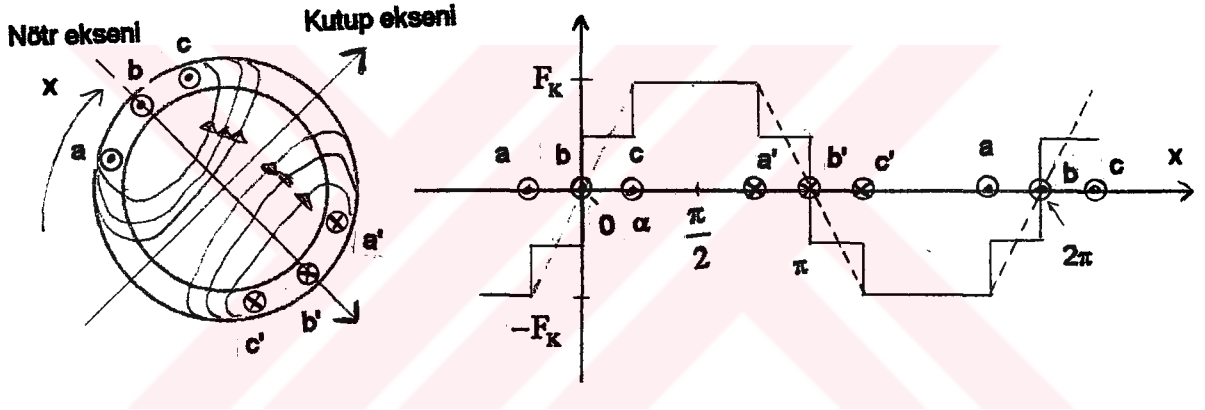 Nötr ekseni
Kutup ekseni
x
a
b
c
a'
b'
c'
F_K
-F_K
a
b
c
a'
b'
c'
a
b
c
x
0
α
π/2
π
2π